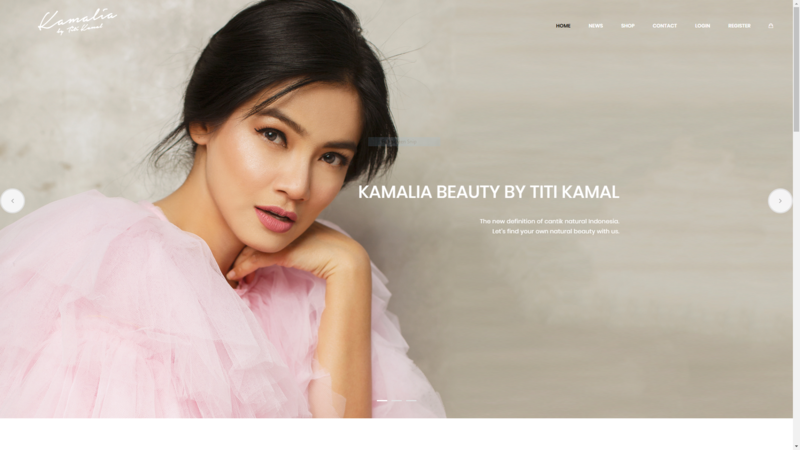 Kamalia
by Titi Kamal
HOME NEWS SHOP CONTACT LOGIN REGISTER
KAMALIA BEAUTY BY TITI KAMAL
The new definition of cantik natural Indonesia.
Let's find your own natural beauty with us.